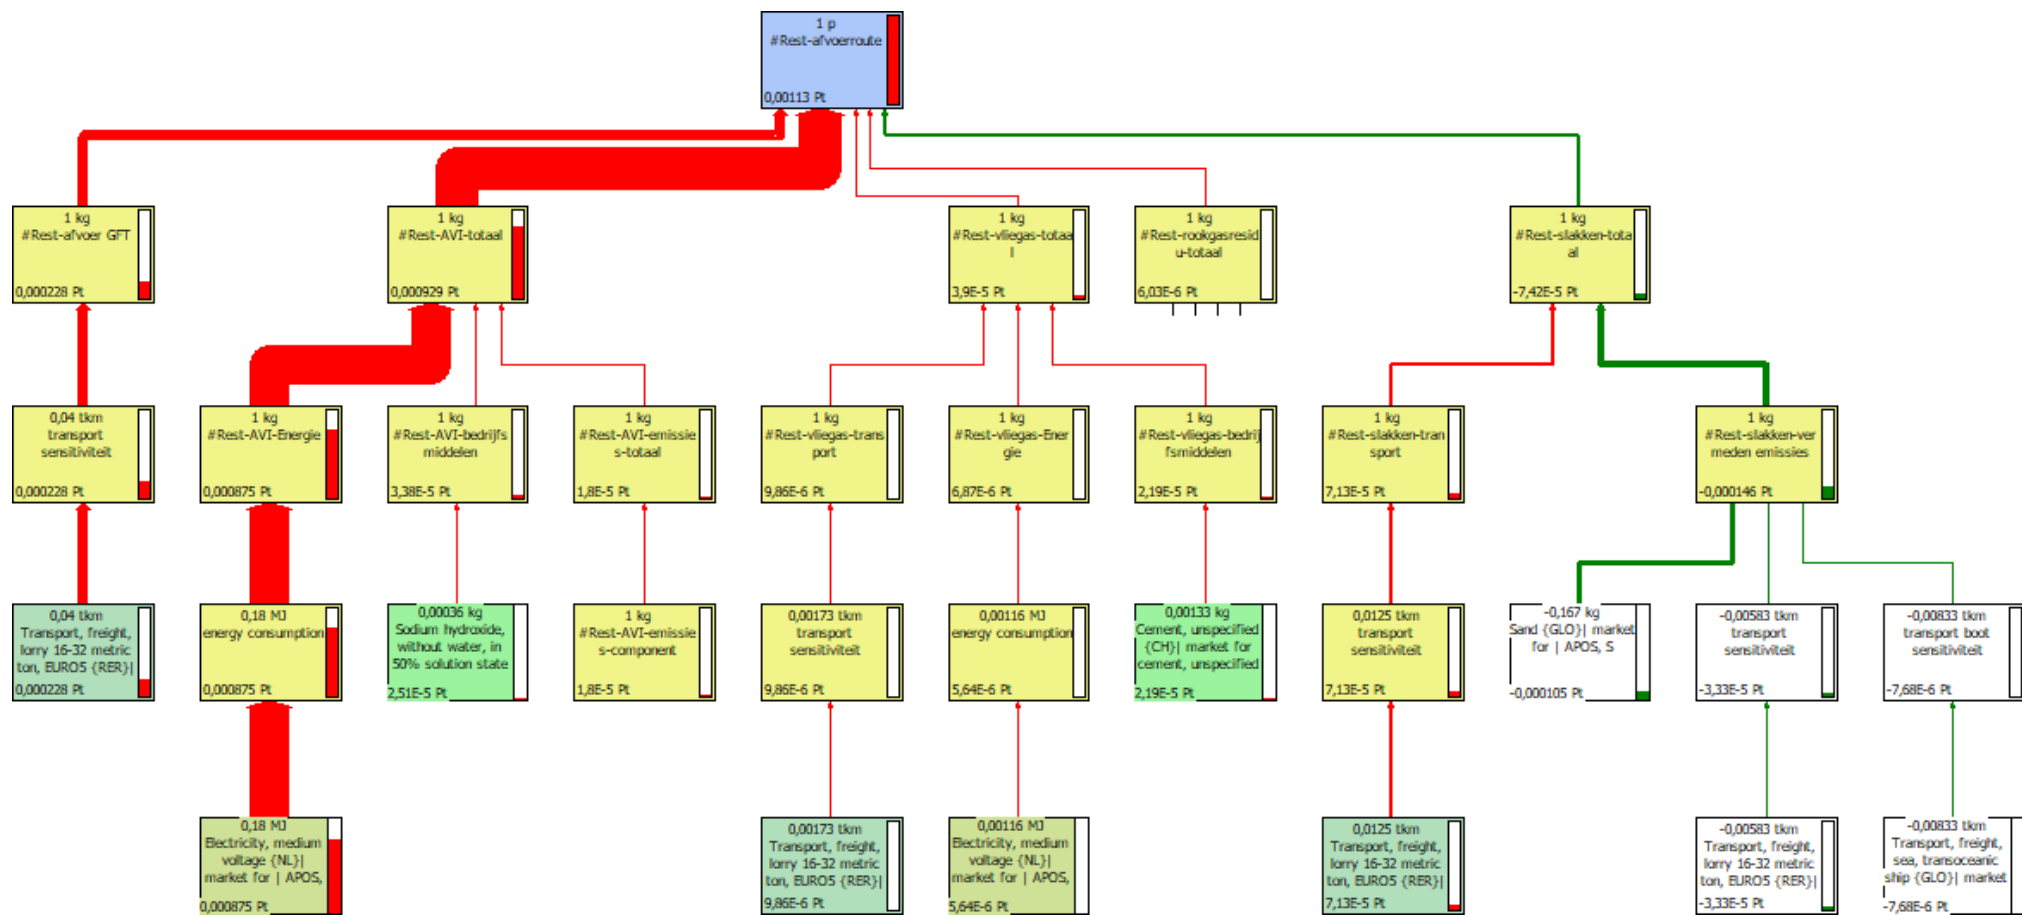 1 p
#Rest-afvoerroute
0,00113 Pt
1 kg
#Rest-afvoer GFT
0,000228 Pt
1 kg
#Rest-AVI-totaal
0,000929 Pt
1 kg
#Rest-vliegas-totaa
l
3,9E-5 Pt
1 kg
#Rest-rookgasresid
u-totaal
6,03E-6 Pt
1 kg
#Rest-slakken-tota
al
-7,42E-5 Pt
0,04 tkm
transport
sensitiviteit
0,000228 Pt
1 kg
#Rest-AVI-Energie
0,000875 Pt
1 kg
#Rest-AVI-bedrijfs
middelen
3,38E-5 Pt
1 kg
#Rest-AVI-emissie
s-totaal
1,8E-5 Pt
1 kg
#Rest-vliegas-trans
port
9,86E-6 Pt
1 kg
#Rest-vliegas-Ener
gie
6,87E-6 Pt
1 kg
#Rest-vliegas-bedrij
fsmiddelen
2,19E-5 Pt
1 kg
#Rest-slakken-tran
sport
7,13E-5 Pt
1 kg
#Rest-slakken-ver
meden emissies
-0,000146 Pt
0,04 tkm
Transport, freight,
lorry 16-32 metric
ton, EURO5 {RER}|
0,000228 Pt
0,18 MJ
energy consumption
0,000875 Pt
0,00036 kg
Sodium hydroxide,
without water, in
50% solution state
2,51E-5 Pt
1 kg
#Rest-AVI-emissie
s-component
1,8E-5 Pt
0,00173 tkm
transport
sensitiviteit
9,86E-6 Pt
0,00116 MJ
energy consumption
5,64E-6 Pt
0,00133 kg
Cement, unspecified
{CH}| market for
cement, unspecified
2,19E-5 Pt
0,0125 tkm
transport
sensitiviteit
7,13E-5 Pt
-0,167 kg
Sand {GLO}| market
for | APOS, S
-0,000105 Pt
-0,00583 tkm
transport
sensitiviteit
-3,33E-5 Pt
-0,00833 tkm
transport boot
sensitiviteit
-7,68E-6 Pt
0,18 MJ
Electricity, medium
voltage {NL}|
market for | APOS,
0,000875 Pt
0,00173 tkm
Transport, freight,
lorry 16-32 metric
ton, EURO5 {RER}|
9,86E-6 Pt
0,00116 MJ
Electricity, medium
voltage {NL}|
market for | APOS,
5,64E-6 Pt
0,0125 tkm
Transport, freight,
lorry 16-32 metric
ton, EURO5 {RER}|
7,13E-5 Pt
-0,00583 tkm
Transport, freight,
lorry 16-32 metric
ton, EURO5 {RER}|
-3,33E-5 Pt
-0,00833 tkm
Transport, freight,
sea, transoceanic
ship {GLO}| market
-7,68E-6 Pt